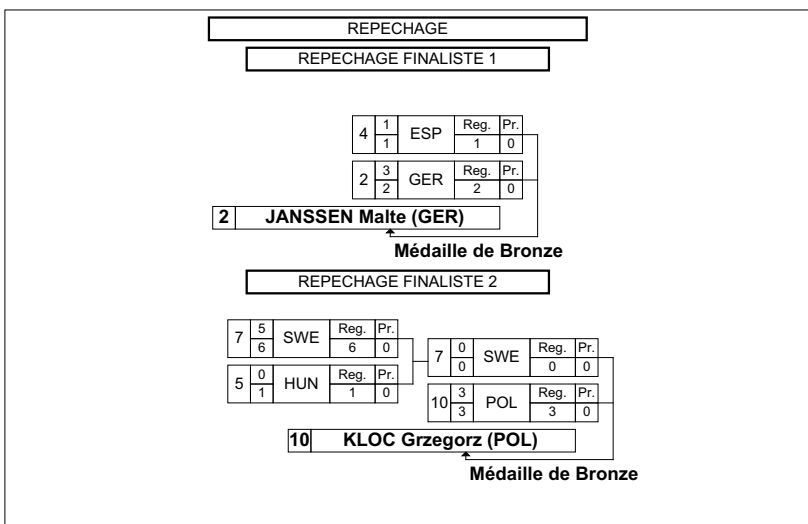 REPECHAGE
REPECHAGE FINALISTE 1
4 1 ESP Reg. Pr.
1 1 0
2 3 GER Reg. Pr.
2 2 0
2 JANSSEN Malte (GER)
Médaille de Bronze
REPECHAGE FINALISTE 2
7 5 SWE Reg. Pr.
6 6 0
7 0 SWE Reg. Pr.
0 0 0
5 0 HUN Reg. Pr.
1 1 0
10 3 POL Reg. Pr.
3 3 0
10 KLOC Grzegorz (POL)
Médaille de Bronze